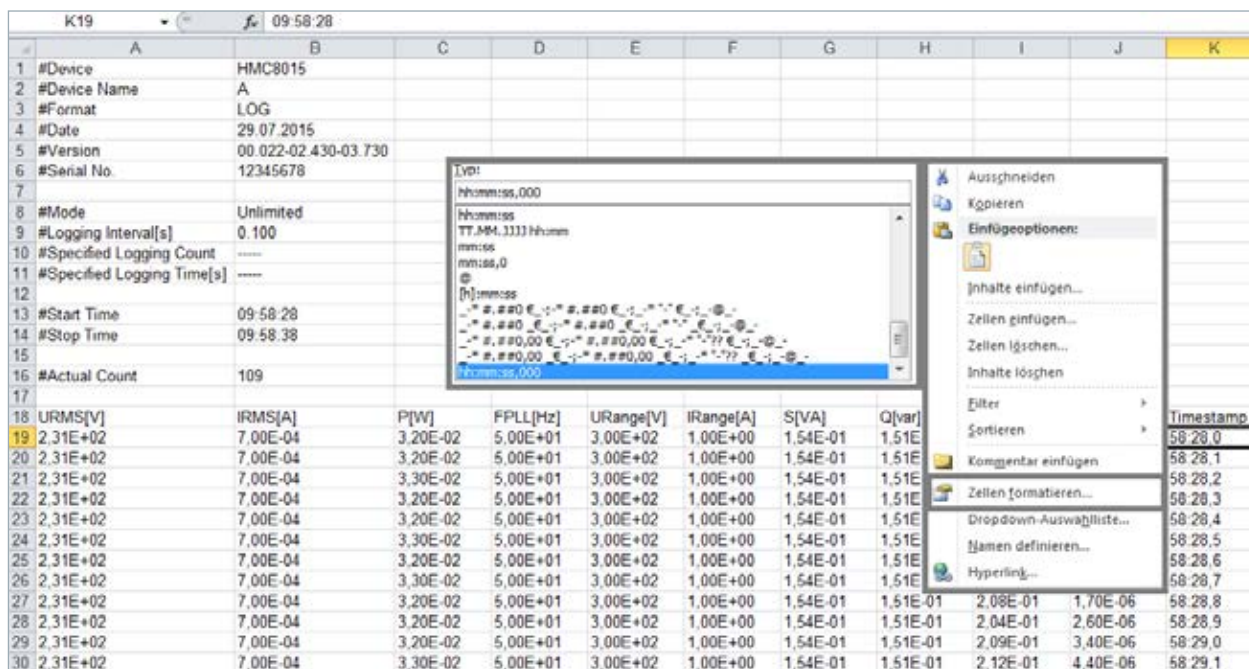 K19 fx 09:58:28
A B C D E F G H I J K
1 #Device HMC8015
2 #Device Name A
3 #Format LOG
4 #Date 29.07.2015
5 #Version 00.022-02.430-03.730
6 #Serial No. 12345678
7
8 #Mode Unlimited
9 #Logging Interval[s] 0.100
10 #Specified Logging Count -----
11 #Specified Logging Time[s] -----
12
13 #Start Time 09:58:28
14 #Stop Time 09:58:38
15
16 #Actual Count 109
17
Typ:
hh:mm:ss,000
hh:mm:ss
TT.MM.JJJJ hh:mm
mm:ss
mm:ss,0
@
[h]:mm:ss
hh:mm:ss,000
Ausschneiden
Kopieren
Einfügeoptionen:
Inhalte einfügen...
Zellen einfügen...
Zellen löschen...
Inhalte löschen
Filter
Sortieren
Kommentar einfügen
Zellen formatieren...
Dropdown-Auswahlliste...
Namen definieren...
Hyperlink...
18 URMS[V] IRMS[A] P[W] FPLL[Hz] URange[V] IRange[A] S[VA] Q[var] Timestamp
19 2,31E+02 7,00E-04 3,20E-02 5,00E+01 3,00E+02 1,00E+00 1,54E-01 1,51E 58:28,0
20 2,31E+02 7,00E-04 3,20E-02 5,00E+01 3,00E+02 1,00E+00 1,54E-01 1,51E 58:28,1
21 2,31E+02 7,00E-04 3,30E-02 5,00E+01 3,00E+02 1,00E+00 1,54E-01 1,51E 58:28,2
22 2,31E+02 7,00E-04 3,20E-02 5,00E+01 3,00E+02 1,00E+00 1,54E-01 1,51E 58:28,3
23 2,31E+02 7,00E-04 3,20E-02 5,00E+01 3,00E+02 1,00E+00 1,54E-01 1,51E 58:28,4
24 2,31E+02 7,00E-04 3,30E-02 5,00E+01 3,00E+02 1,00E+00 1,54E-01 1,51E 58:28,5
25 2,31E+02 7,00E-04 3,20E-02 5,00E+01 3,00E+02 1,00E+00 1,54E-01 1,51E 58:28,6
26 2,31E+02 7,00E-04 3,30E-02 5,00E+01 3,00E+02 1,00E+00 1,54E-01 1,51E 58:28,7
27 2,31E+02 7,00E-04 3,20E-02 5,00E+01 3,00E+02 1,00E+00 1,54E-01 1,51E-01 2,08E-01 1,70E-06 58:28,8
28 2,31E+02 7,00E-04 3,20E-02 5,00E+01 3,00E+02 1,00E+00 1,54E-01 1,51E-01 2,04E-01 2,60E-06 58:28,9
29 2,31E+02 7,00E-04 3,20E-02 5,00E+01 3,00E+02 1,00E+00 1,54E-01 1,51E-01 2,09E-01 3,40E-06 58:29,0
30 2,31E+02 7,00E-04 3,30E-02 5,00E+01 3,00E+02 1,00E+00 1,54E-01 1,51E-01 2,12E-01 4,40E-06 58:29,1